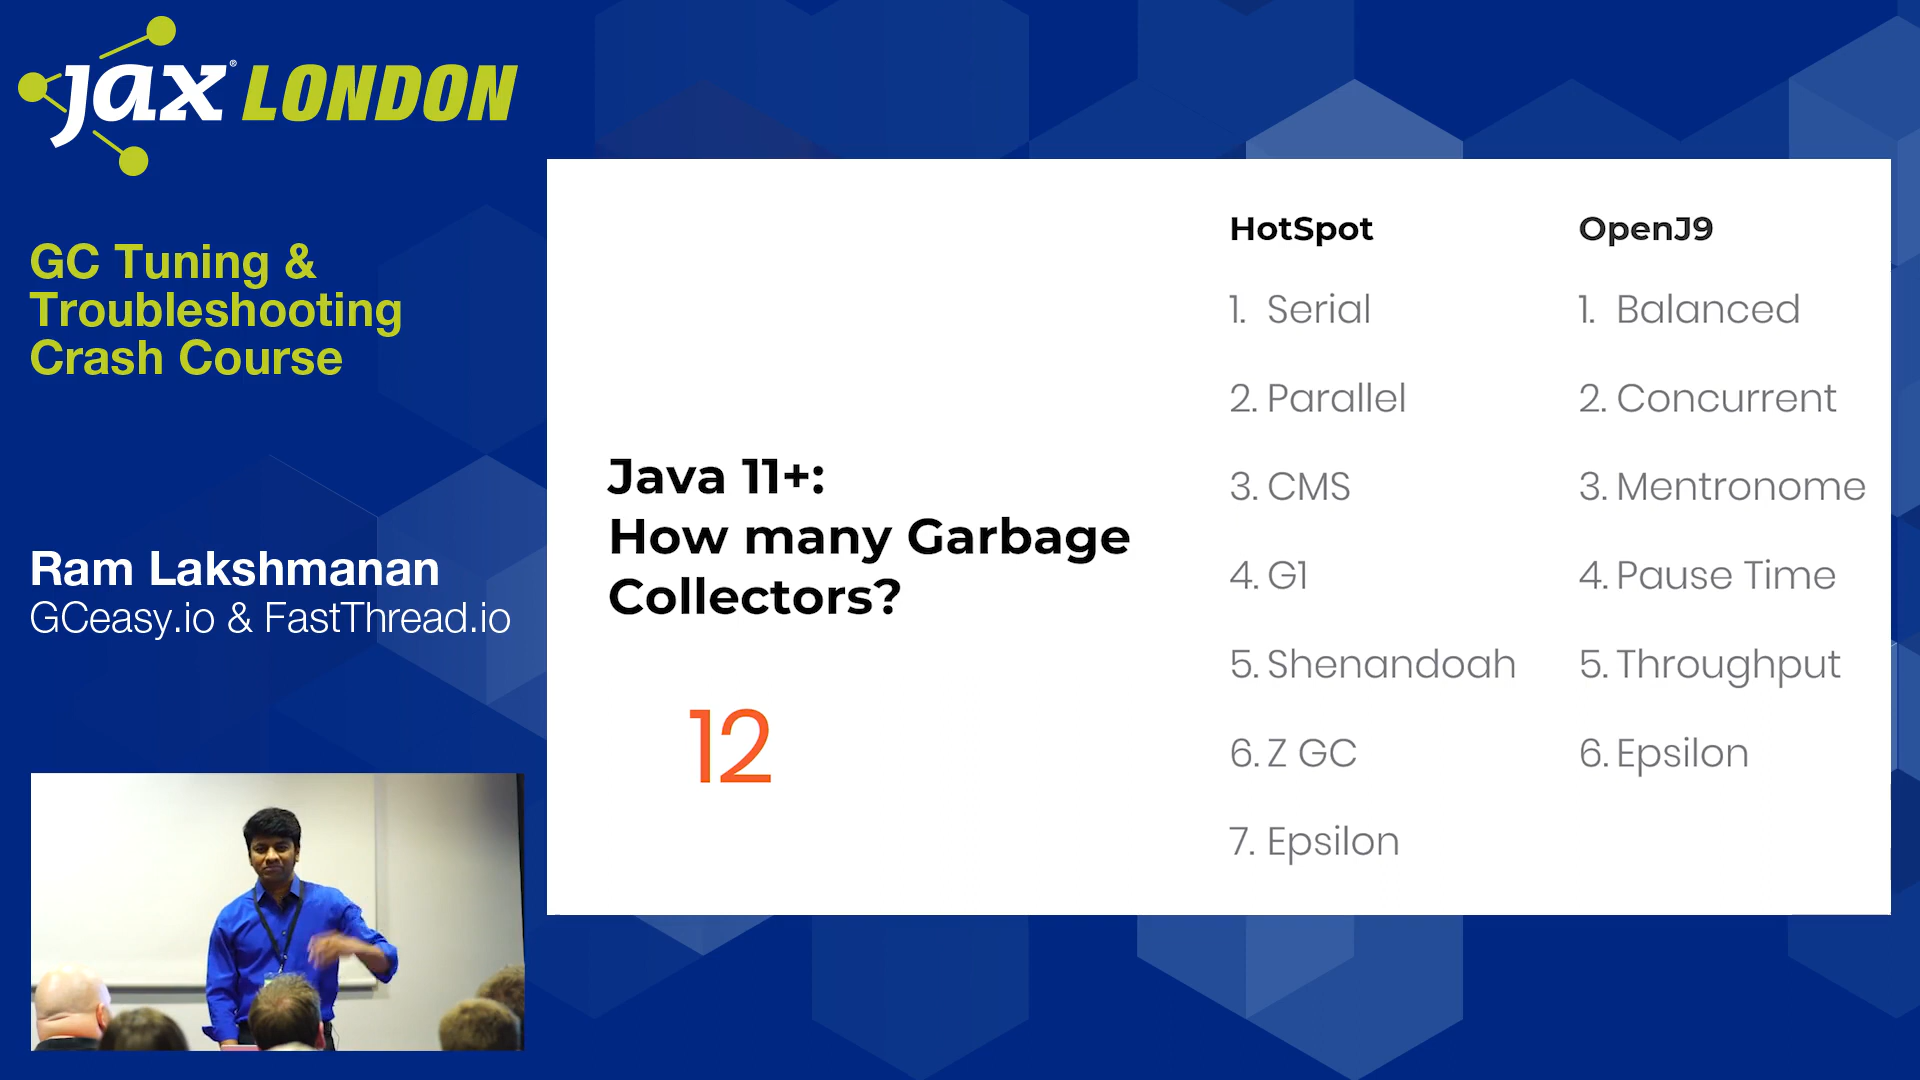 jax® LONDON
GC Tuning &
Troubleshooting
Crash Course
Ram Lakshmanan
GCeasy.io & FastThread.io
Java 11+:
How many Garbage
Collectors?
12
HotSpot
1. Serial
2. Parallel
3. CMS
4. G1
5. Shenandoah
6. Z GC
7. Epsilon
OpenJ9
1. Balanced
2. Concurrent
3. Mentronome
4. Pause Time
5. Throughput
6. Epsilon